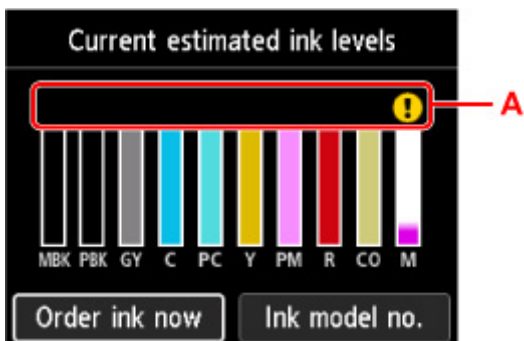 Current estimated ink levels
! A
MBK PBK GY C PC Y PM R CO M
Order ink now Ink model no.